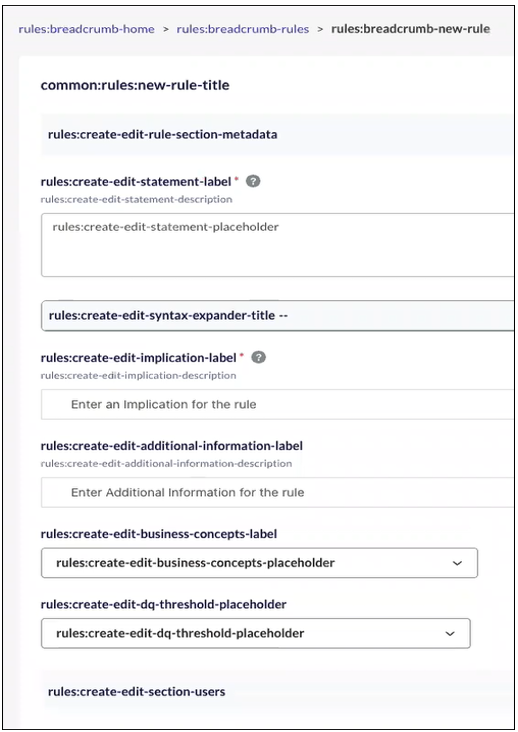 rules:breadcrumb-home > rules:breadcrumb-rules > rules:breadcrumb-new-rule
common:rules:new-rule-title
rules:create-edit-rule-section-metadata
rules:create-edit-statement-label * ?
rules:create-edit-statement-description
rules:create-edit-statement-placeholder
rules:create-edit-syntax-expander-title --
rules:create-edit-implication-label * ?
rules:create-edit-implication-description
Enter an Implication for the rule
rules:create-edit-additional-information-label
rules:create-edit-additional-information-description
Enter Additional Information for the rule
rules:create-edit-business-concepts-label
rules:create-edit-business-concepts-placeholder
rules:create-edit-dq-threshold-placeholder
rules:create-edit-dq-threshold-placeholder
rules:create-edit-section-users